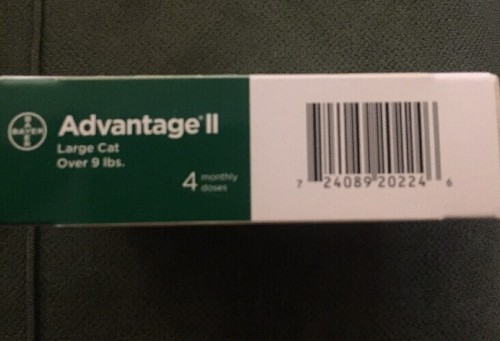 BAYER
Advantage® II
Large Cat
Over 9 lbs.
4 monthly
doses
7 24089 20224 6